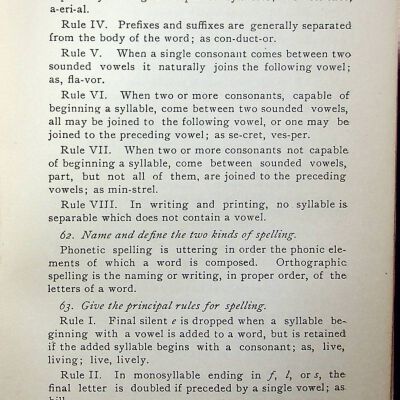 a-eri-al.
Rule IV. Prefixes and suffixes are generally separated
from the body of the word; as con-duct-or.
Rule V. When a single consonant comes between two
sounded vowels it naturally joins the following vowel;
as, fla-vor.
Rule VI. When two or more consonants, capable of
beginning a syllable, come between two sounded vowels,
all may be joined to the following vowel, or one may be
joined to the preceding vowel; as se-cret, ves-per.
Rule VII. When two or more consonants not capable
of beginning a syllable, come between sounded vowels,
part, but not all of them, are joined to the preceding
vowels; as min-strel.
Rule VIII. In writing and printing, no syllable is
separable which does not contain a vowel.
62. Name and define the two kinds of spelling.
Phonetic spelling is uttering in order the phonic ele-
ments of which a word is composed. Orthographic
spelling is the naming or writing, in proper order, of the
letters of a word.
63. Give the principal rules for spelling.
Rule I. Final silent e is dropped when a syllable be-
ginning with a vowel is added to a word, but is retained
if the added syllable begins with a consonant; as, live,
living; live, lively.
Rule II. In monosyllable ending in f, l, or s, the
final letter is doubled if preceded by a single vowel; as